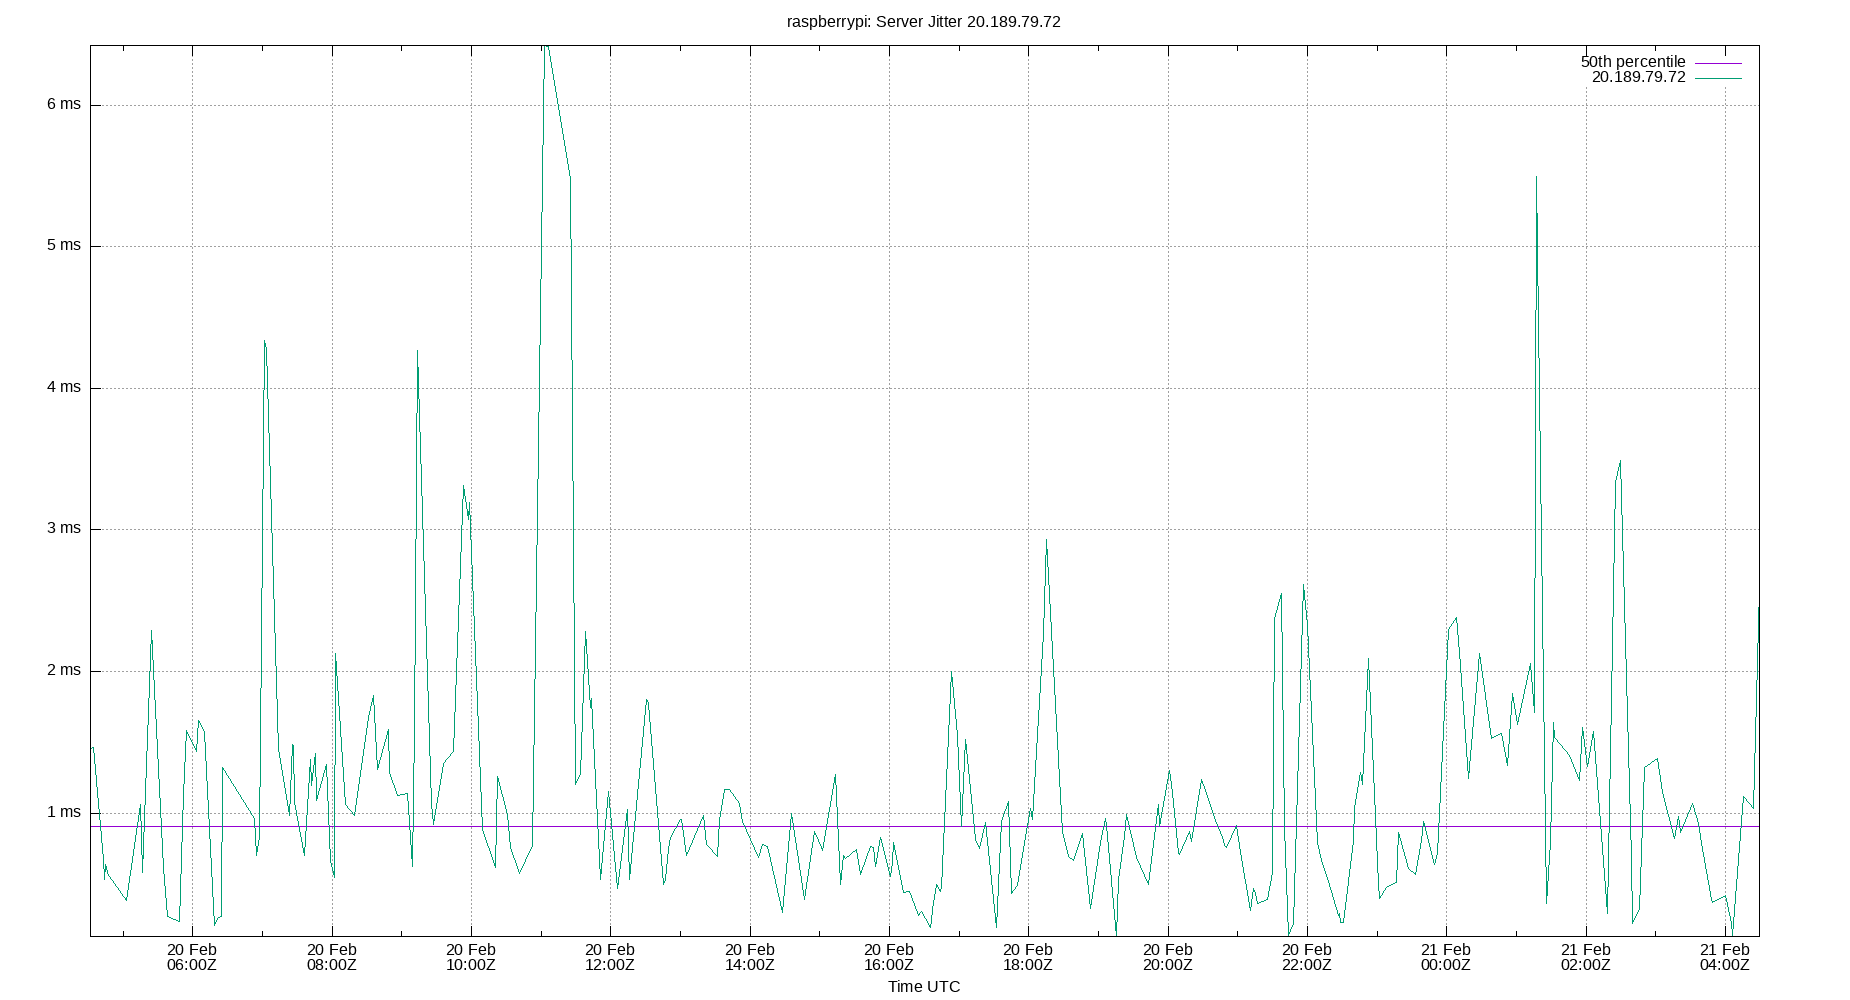 raspberrypi: Server Jitter 20.189.79.72
50th percentile
20.189.79.72
6 ms
5 ms
4 ms
3 ms
2 ms
1 ms
20 Feb 20 Feb 20 Feb 20 Feb 20 Feb 20 Feb 20 Feb 20 Feb 20 Feb 21 Feb 21 Feb 21 Feb
06:00Z 08:00Z 10:00Z 12:00Z 14:00Z 16:00Z 18:00Z 20:00Z 22:00Z 00:00Z 02:00Z 04:00Z
Time UTC